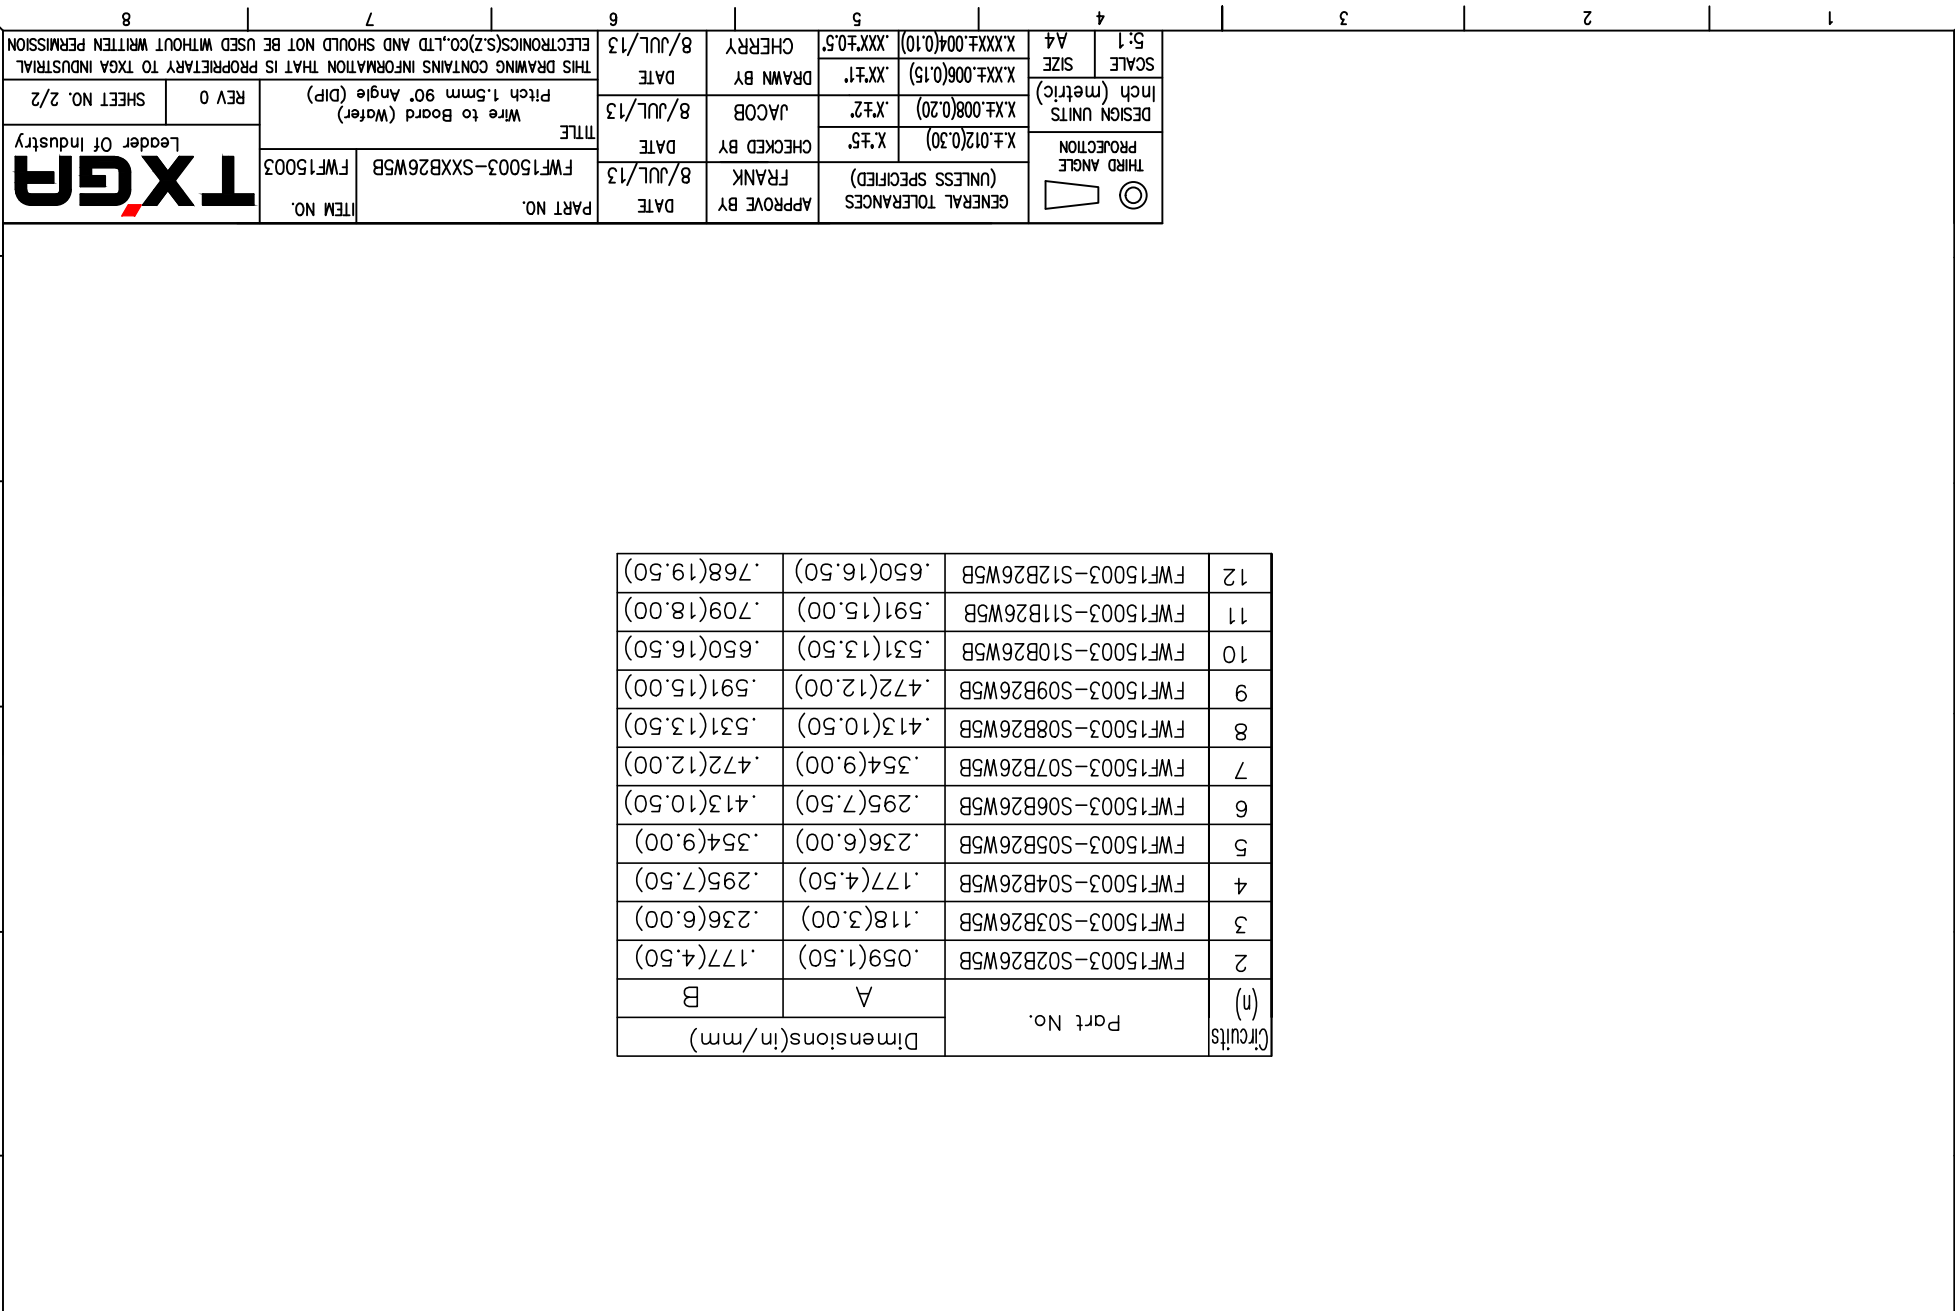 Circuits
(n)
Part No.
Dimensions(in/mm)
A B
2 FWF15003-S02B26W5B .059(1.50) .177(4.50)
3 FWF15003-S03B26W5B .118(3.00) .236(6.00)
4 FWF15003-S04B26W5B .177(4.50) .295(7.50)
5 FWF15003-S05B26W5B .236(6.00) .354(9.00)
6 FWF15003-S06B26W5B .295(7.50) .413(10.50)
7 FWF15003-S07B26W5B .354(9.00) .472(12.00)
8 FWF15003-S08B26W5B .413(10.50) .531(13.50)
9 FWF15003-S09B26W5B .472(12.00) .591(15.00)
10 FWF15003-S10B26W5B .531(13.50) .650(16.50)
11 FWF15003-S11B26W5B .591(15.00) .709(18.00)
12 FWF15003-S12B26W5B .650(16.50) .768(19.50)
THIRD ANGLE
PROJECTION
DESIGN UNITS
Inch (metric)
SCALE
5:1
SIZE
A4
GENERAL TOLERANCES
(UNLESS SPECIFIED)
X.±.012(0.30) X.°±5°
X.X±.008(0.20) .X°±2°
X.XX±.006(0.15) .XX°±1°
X.XXX±.004(0.10) .XXX°±0.5°
APPROVE BY
FRANK
DATE
8/JUL/13
CHECKED BY
JACOB
DATE
8/JUL/13
DRAWN BY
CHERRY
DATE
8/JUL/13
PART NO.
FWF15003-SXXB26W5B
ITEM NO.
FWF15003
TITLE
Wire to Board (Wafer)
Pitch 1.5mm 90° Angle (DIP)
TXGA
Leader Of Industry
REV 0
SHEET NO. 2/2
THIS DRAWING CONTAINS INFORMATION THAT IS PROPRIETARY TO TXGA INDUSTRIAL
ELECTRONICS(S.Z)CO.,LTD AND SHOULD NOT BE USED WITHOUT WRITTEN PERMISSION
1 2 3 4 5 6 7 8